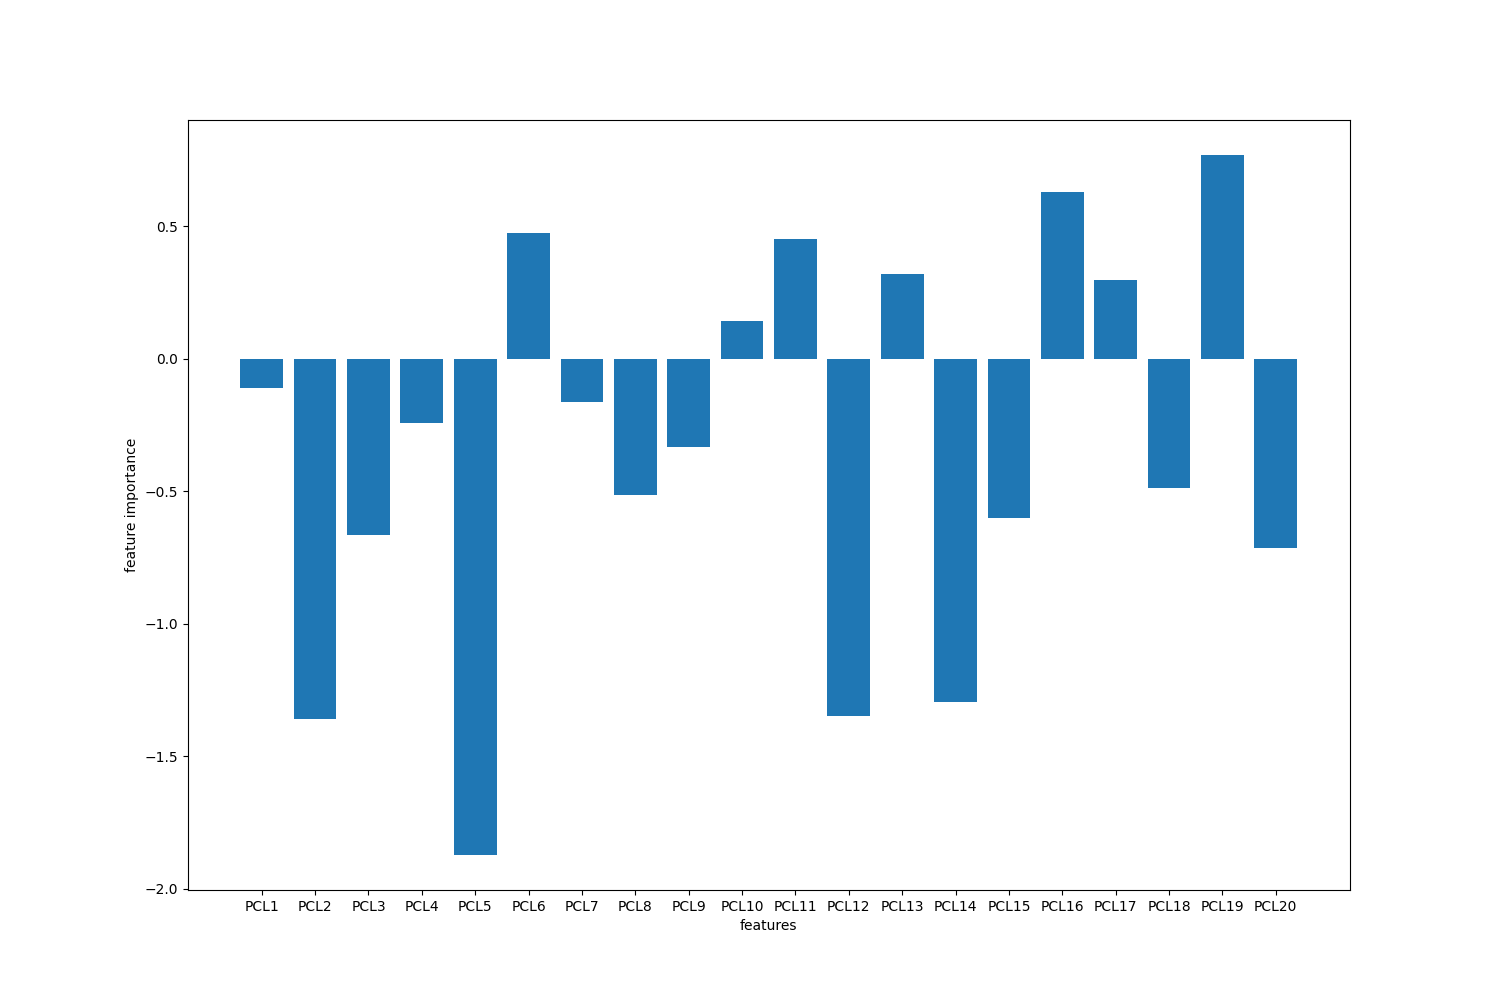 0.5
0.0
−0.5
−1.0
−1.5
−2.0
feature importance
PCL1 PCL2 PCL3 PCL4 PCL5 PCL6 PCL7 PCL8 PCL9 PCL10 PCL11 PCL12 PCL13 PCL14 PCL15 PCL16 PCL17 PCL18 PCL19 PCL20
features